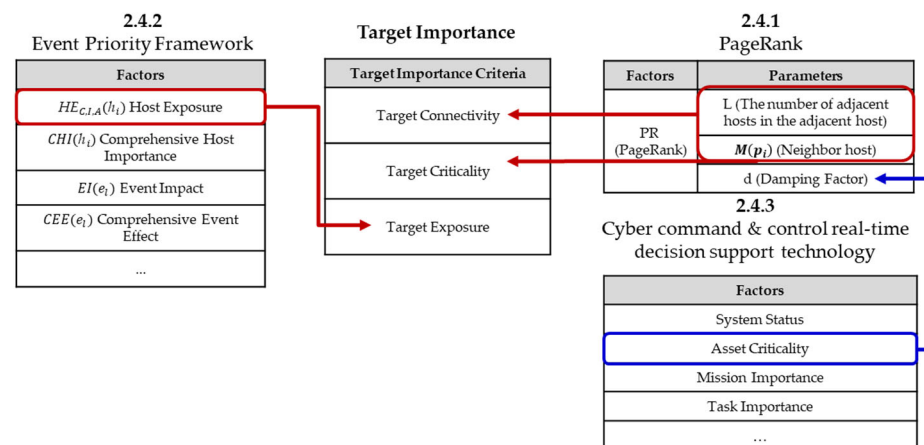 2.4.2
Event Priority Framework
Factors
HE_{C,I,A}(h_i) Host Exposure
CHI(h_i) Comprehensive Host
Importance
EI(e_i) Event Impact
CEE(e_i) Comprehensive Event
Effect
...
Target Importance
Target Importance Criteria
Target Connectivity
Target Criticality
Target Exposure
2.4.1
PageRank
Factors
Parameters
PR
(PageRank)
L (The number of adjacent
hosts in the adjacent host)
M(p_i) (Neighbor host)
d (Damping Factor)
2.4.3
Cyber command & control real-time
decision support technology
Factors
System Status
Asset Criticality
Mission Importance
Task Importance
...